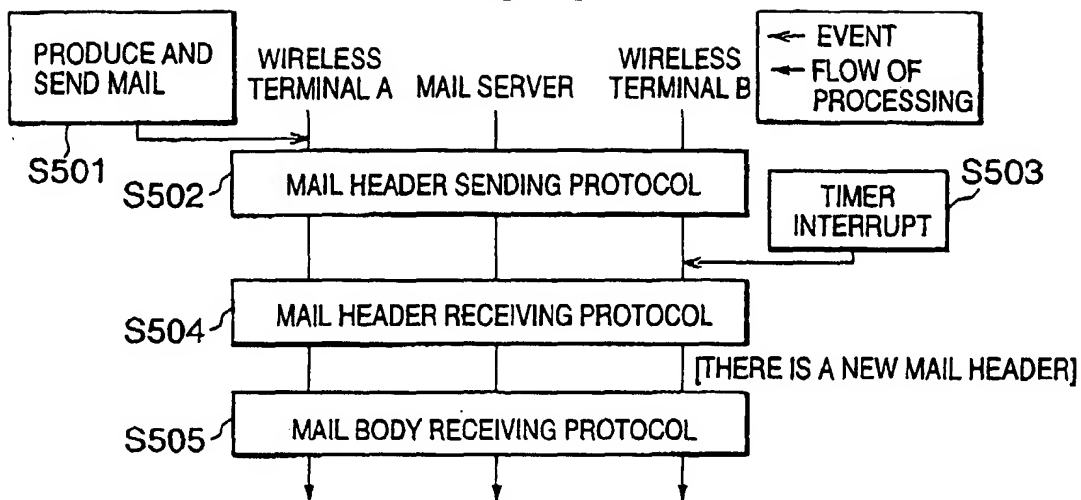 PRODUCE AND
SEND MAIL
WIRELESS
TERMINAL A
MAIL SERVER
WIRELESS
TERMINAL B
EVENT
FLOW OF
PROCESSING
S501
S502
MAIL HEADER SENDING PROTOCOL
S503
TIMER
INTERRUPT
S504
MAIL HEADER RECEIVING PROTOCOL
[THERE IS A NEW MAIL HEADER]
S505
MAIL BODY RECEIVING PROTOCOL